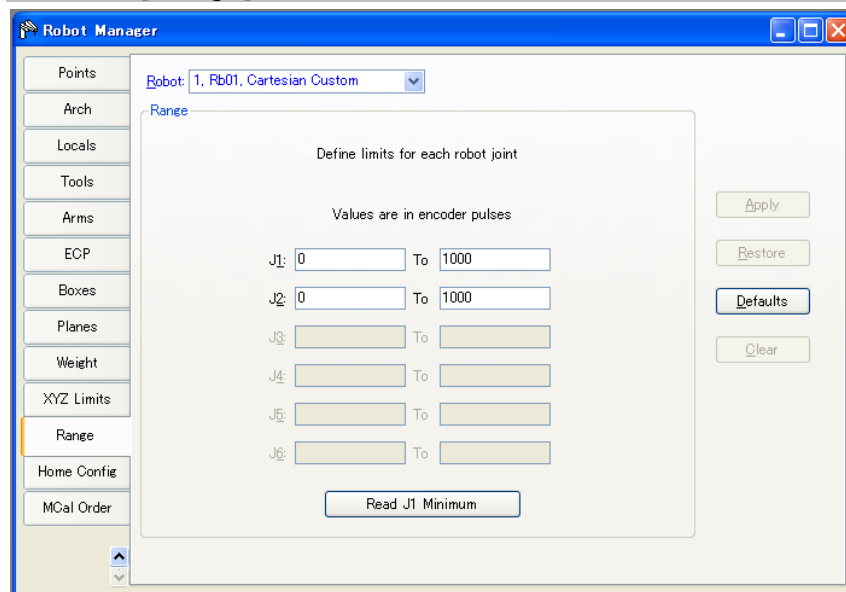 Robot Manager
Points
Arch
Locals
Tools
Arms
ECP
Boxes
Planes
Weight
XYZ Limits
Range
Home Config
MCal Order
Robot: 1, Rb01, Cartesian Custom
Range
Define limits for each robot joint
Values are in encoder pulses
J1: 0 To 1000
J2: 0 To 1000
J3: To
J4: To
J5: To
J6: To
Read J1 Minimum
Apply
Restore
Defaults
Clear